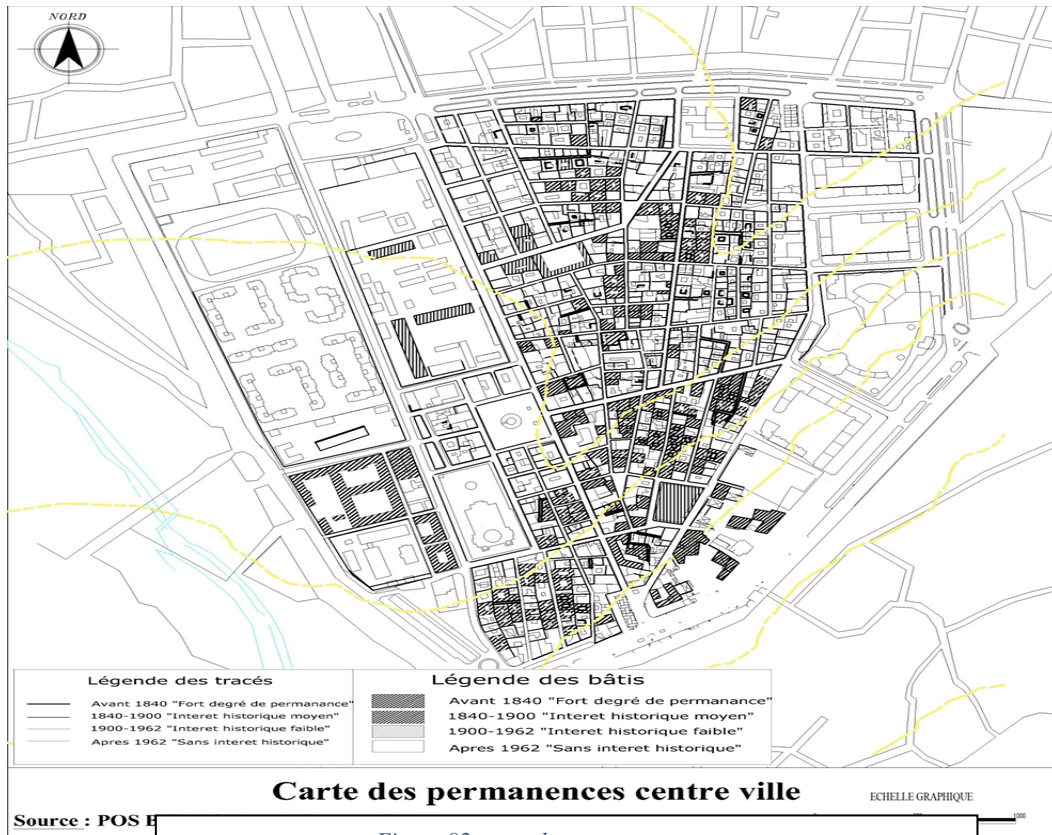 NORD
Légende des tracés
Avant 1840 "Fort degré de permanance"
1840-1900 "Interet historique moyen"
1900-1962 "Interet historique faible"
Apres 1962 "Sans interet historique"
Légende des bâtis
Avant 1840 "Fort degré de permanance"
1840-1900 "Interet historique moyen"
1900-1962 "Interet historique faible"
Apres 1962 "Sans interet historique"
Carte des permanences centre ville
ECHELLE GRAPHIQUE
Source : POS
1000